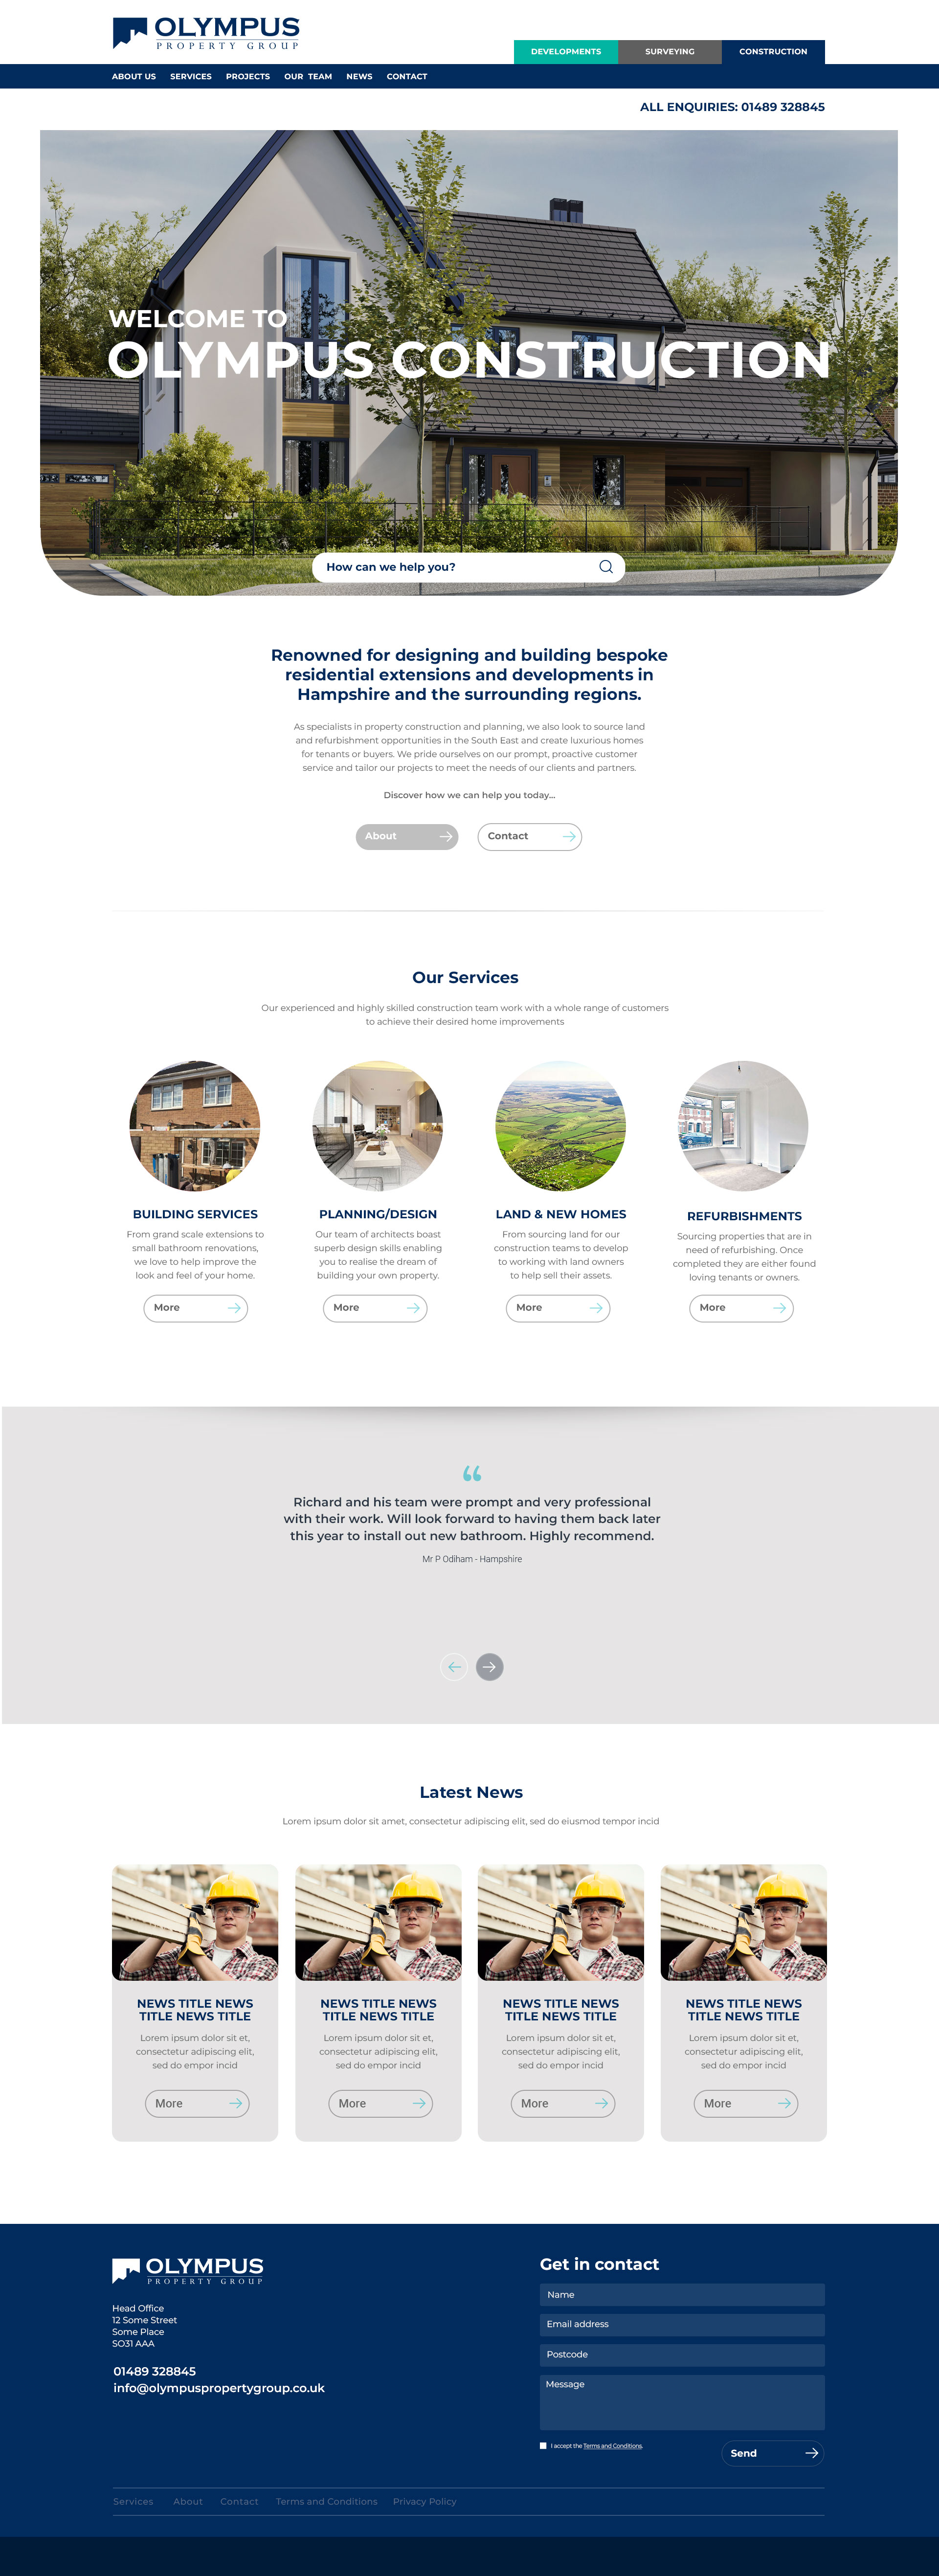 OLYMPUS
PROPERTY GROUP
DEVELOPMENTS SURVEYING CONSTRUCTION
ABOUT US SERVICES PROJECTS OUR TEAM NEWS CONTACT
ALL ENQUIRIES: 01489 328845
WELCOME TO
OLYMPUS CONSTRUCTION
How can we help you?
Renowned for designing and building bespoke
residential extensions and developments in
Hampshire and the surrounding regions.
As specialists in property construction and planning, we also look to source land
and refurbishment opportunities in the South East and create luxurious homes
for tenants or buyers. We pride ourselves on our prompt, proactive customer
service and tailor our projects to meet the needs of our clients and partners.
Discover how we can help you today...
About Contact
Our Services
Our experienced and highly skilled construction team work with a whole range of customers
to achieve their desired home improvements
BUILDING SERVICES
From grand scale extensions to
small bathroom renovations,
we love to help improve the
look and feel of your home.
More
PLANNING/DESIGN
Our team of architects boast
superb design skills enabling
you to realise the dream of
building your own property.
More
LAND & NEW HOMES
From sourcing land for our
construction teams to develop
to working with land owners
to help sell their assets.
More
REFURBISHMENTS
Sourcing properties that are in
need of refurbishing. Once
completed they are either found
loving tenants or owners.
More
“
Richard and his team were prompt and very professional
with their work. Will look forward to having them back later
this year to install out new bathroom. Highly recommend.
Mr P Odiham - Hampshire
Latest News
Lorem ipsum dolor sit amet, consectetur adipiscing elit, sed do eiusmod tempor incid
NEWS TITLE NEWS
TITLE NEWS TITLE
Lorem ipsum dolor sit et,
consectetur adipiscing elit,
sed do empor incid
More
NEWS TITLE NEWS
TITLE NEWS TITLE
Lorem ipsum dolor sit et,
consectetur adipiscing elit,
sed do empor incid
More
NEWS TITLE NEWS
TITLE NEWS TITLE
Lorem ipsum dolor sit et,
consectetur adipiscing elit,
sed do empor incid
More
NEWS TITLE NEWS
TITLE NEWS TITLE
Lorem ipsum dolor sit et,
consectetur adipiscing elit,
sed do empor incid
More
OLYMPUS
PROPERTY GROUP
Head Office
12 Some Street
Some Place
SO31 AAA
01489 328845
info@olympuspropertygroup.co.uk
Get in contact
Name
Email address
Postcode
Message
I accept the Terms and Conditions.
Send
Services About Contact Terms and Conditions Privacy Policy